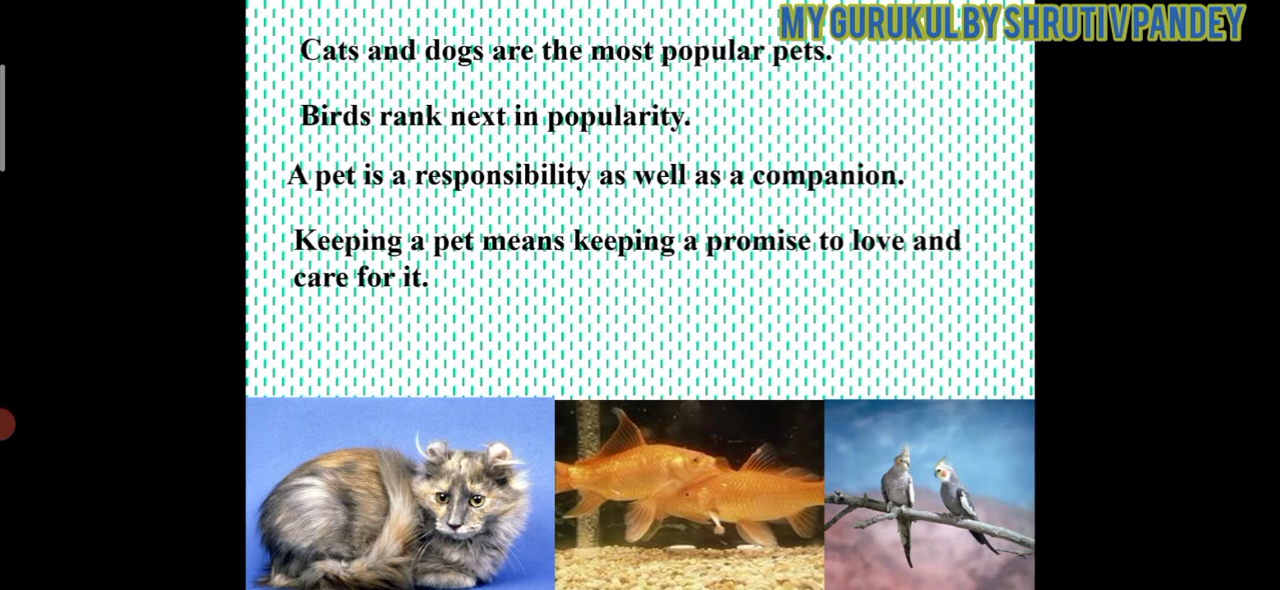 MY GURUKUL BY SHRUTI V PANDEY
Cats and dogs are the most popular pets.
Birds rank next in popularity.
A pet is a responsibility as well as a companion.
Keeping a pet means keeping a promise to love and
care for it.